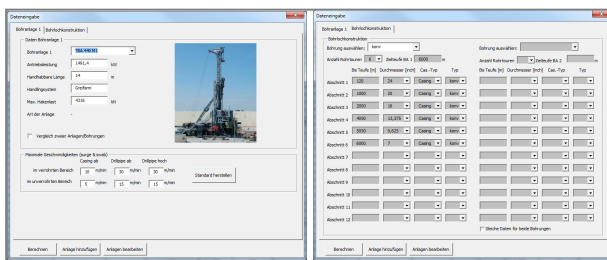 Dateneingabe
Bohranlage 1 Bohrlochkonstruktion
Daten Bohranlage 1
Bohranlage 1
Antriebsleistung 1491,4 kW
Handhabbare Länge 14 m
Handlingsystem Greifarm
Max. Hakenlast 4316 kN
Art der Anlage -
Vergleich zweier Anlagen/Bohrungen
Maximale Geschwindigkeiten (surge & swab)
Casing ab Drillpipe ab Drillpipe hoch
im verrohrten Bereich 10 m/min 30 m/min 30 m/min
im unverrohrten Bereich 5 m/min 15 m/min 15 m/min
Standard herstellen
Berechnen Anlage hinzufügen Anlagen bearbeiten
Dateneingabe
Bohranlage 1 Bohrlochkonstruktion
Bohrlochkonstruktion
Bohrung auswählen: konv Bohrung auswählen:
Anzahl Rohrtouren 6 Zielteufe BA 1 6000 m Anzahl Rohrtouren Zielteufe BA 2 m
Bis Teufe [m] Durchmesser [inch] Cas.-Typ Typ Bis Teufe [m] Durchmesser [inch] Cas.-Typ Typ
Abschnitt 1 120 24 Casing konv
Abschnitt 2 1000 20 Casing konv
Abschnitt 3 2000 16 Casing konv
Abschnitt 4 4000 13,375 Casing konv
Abschnitt 5 5000 9,625 Casing konv
Abschnitt 6 6000 7 Casing konv
Abschnitt 7
Abschnitt 8
Abschnitt 9
Abschnitt 10
Abschnitt 11
Abschnitt 12
Gleiche Daten für beide Bohrungen
Berechnen Anlage hinzufügen Anlagen bearbeiten